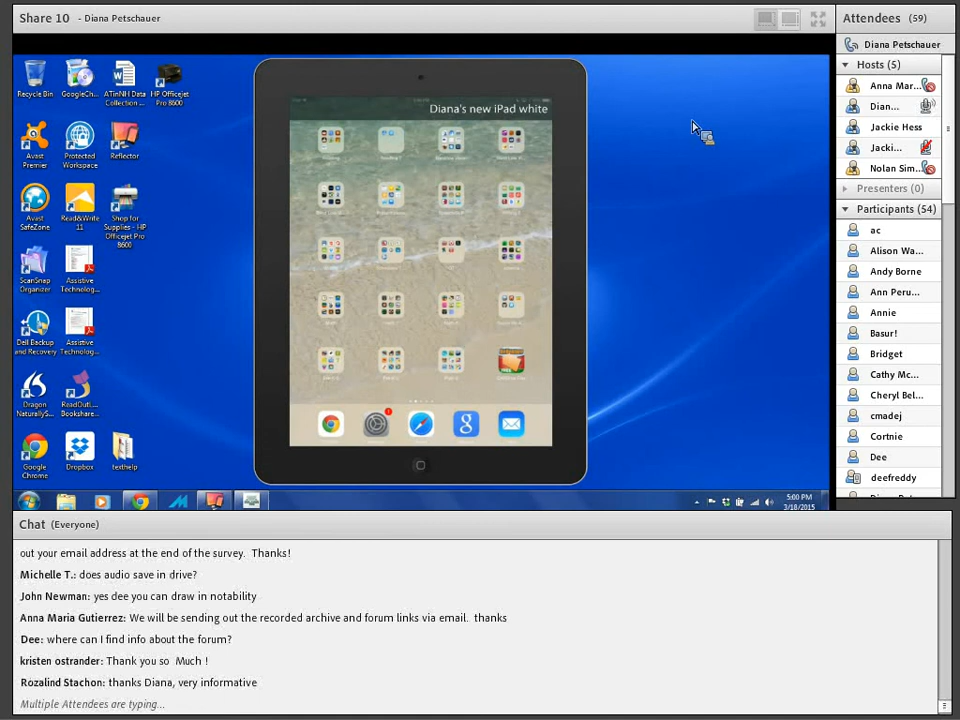 Share 10 - Diana Petschauer
Attendees (59)
Diana Petschauer
Hosts (5)
Anna Mar...
Dian...
Jackie Hess
Jacki...
Nolan Sim...
Presenters (0)
Participants (54)
ac
Alison Wa...
Andy Borne
Ann Peru...
Annie
Basur!
Bridget
Cathy Mc...
Cheryl Bel...
cmadej
Cortnie
Dee
deefreddy
Recycle Bin
GoogleCh...
ATinNH Data Collection ...
HP Officejet Pro 8600
Avast Premier
Protected Workspace
Reflector
Avast SafeZone
Read&Write 11
Shop for Supplies - HP Officejet Pro 8600
ScanSnap Organizer
Assistive Technolog...
Dell Backup and Recovery
Assistive Technolog...
Dragon NaturallyS...
ReadOutL... Bookshare...
Google Chrome
Dropbox
texthelp
Diana's new iPad white
5:00 PM
3/18/2015
Chat (Everyone)
out your email address at the end of the survey. Thanks!
Michelle T.: does audio save in drive?
John Newman: yes dee you can draw in notability
Anna Maria Gutierrez: We will be sending out the recorded archive and forum links via email. thanks
Dee: where can I find info about the forum?
kristen ostrander: Thank you so Much !
Rozalind Stachon: thanks Diana, very informative
Multiple Attendees are typing...